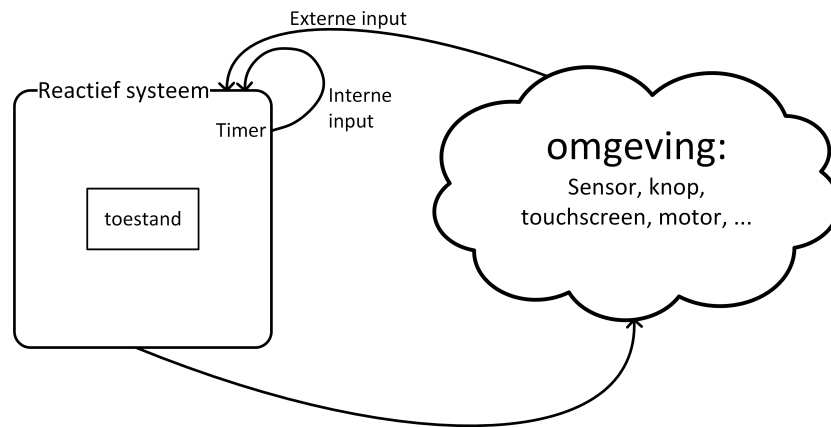 Externe input
Reactief systeem
Interne
input
Timer
toestand
omgeving:
Sensor, knop,
touchscreen, motor, ...